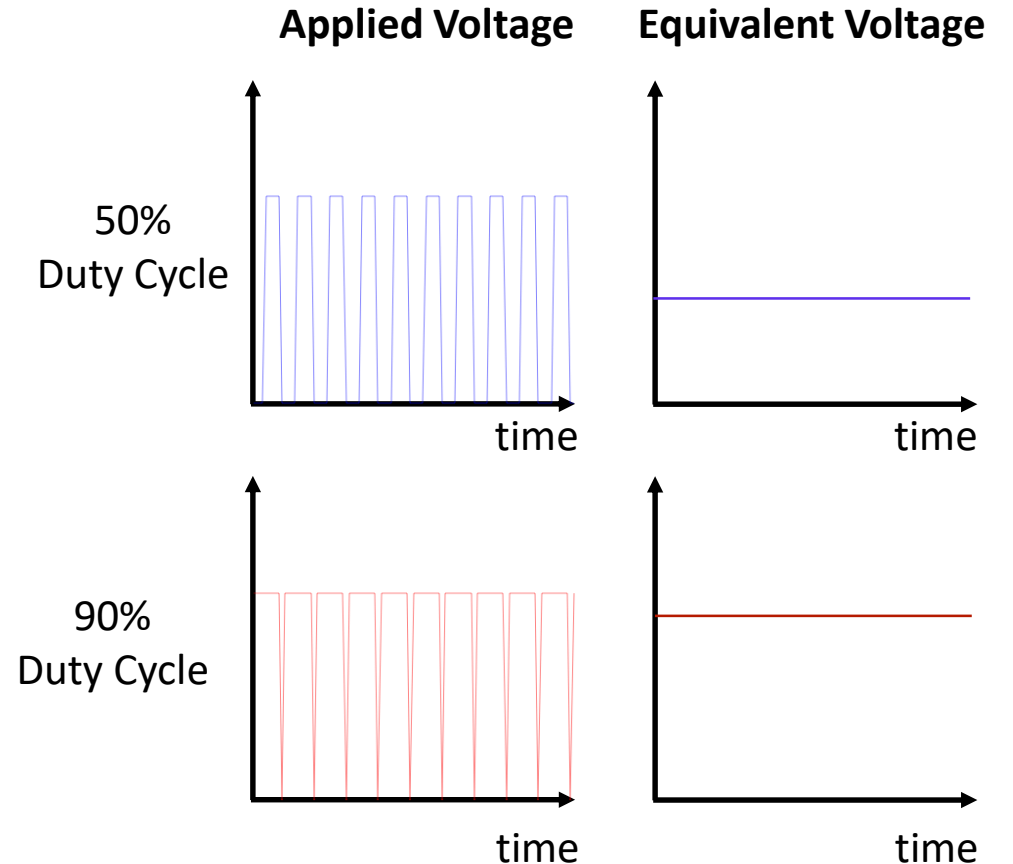 Applied Voltage
Equivalent Voltage
50%
Duty Cycle
time
time
90%
Duty Cycle
time
time